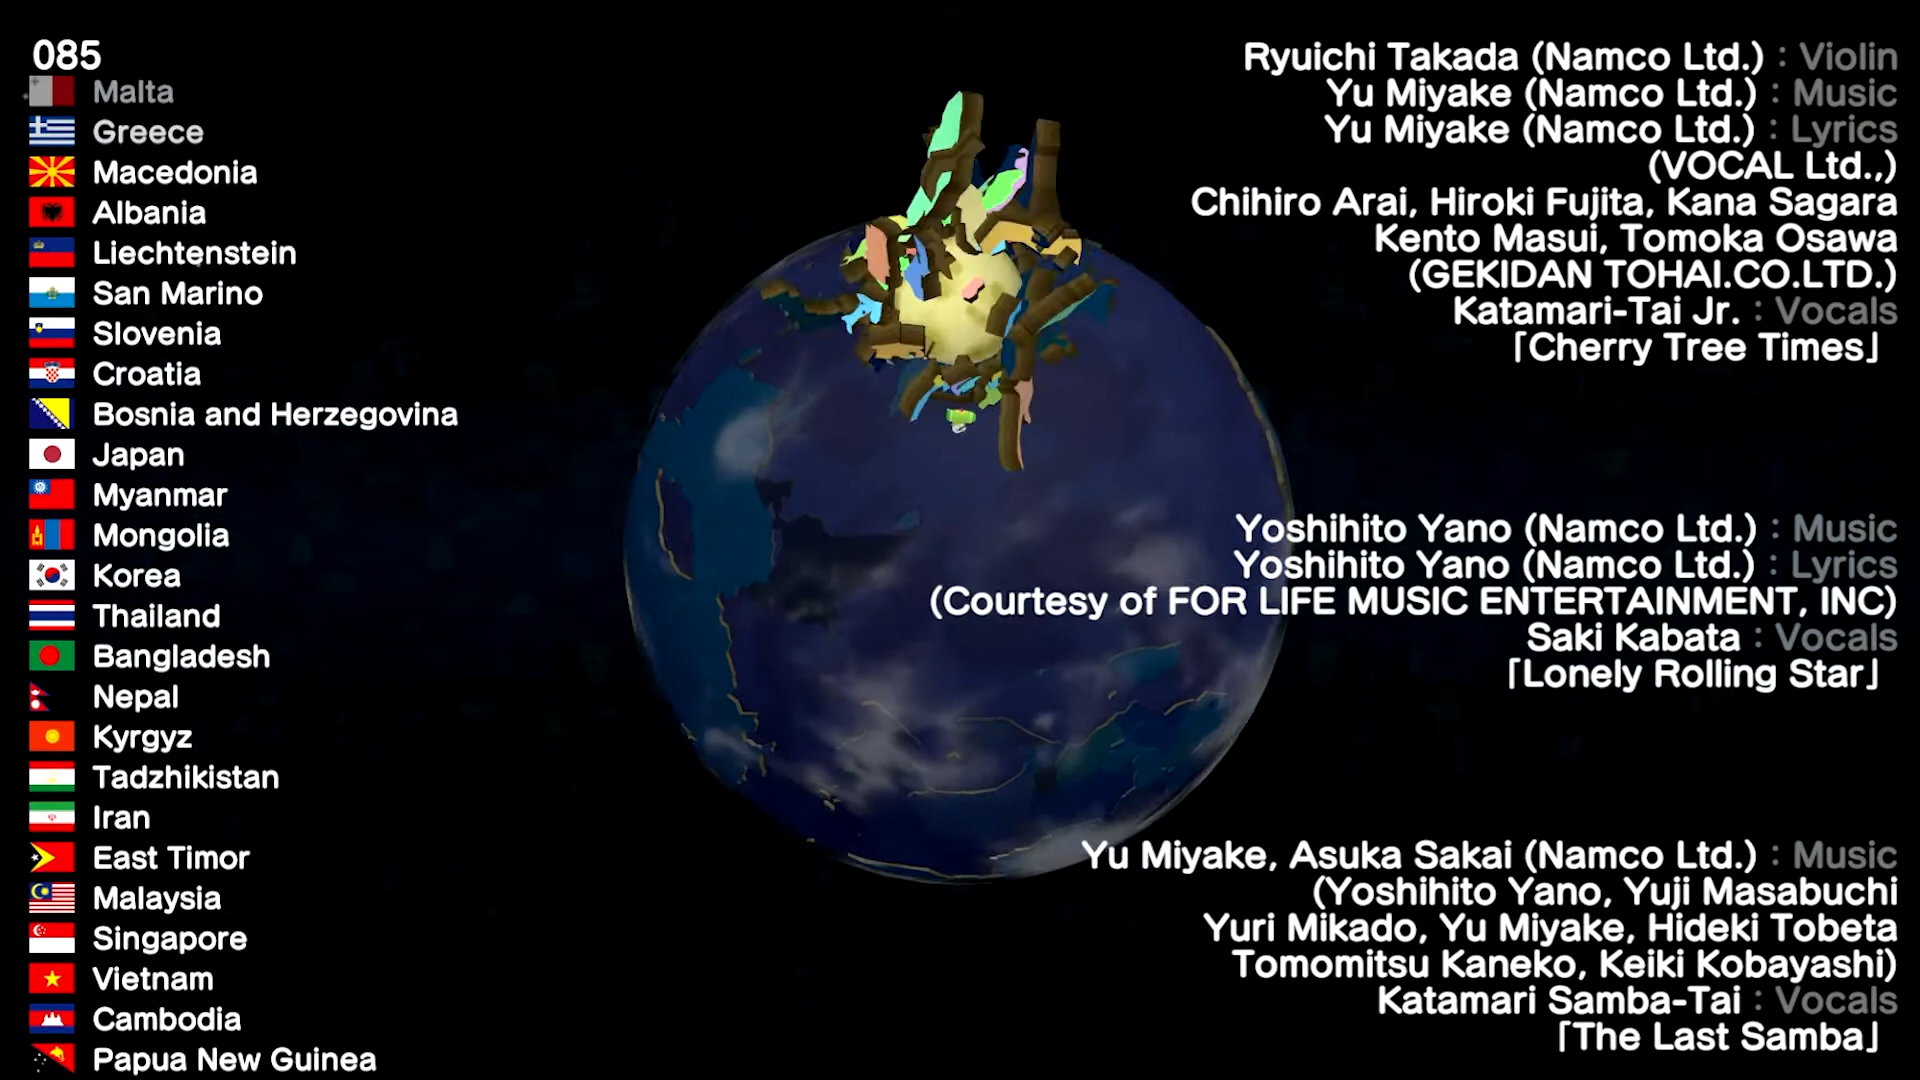 085
Malta
Greece
Macedonia
Albania
Liechtenstein
San Marino
Slovenia
Croatia
Bosnia and Herzegovina
Japan
Myanmar
Mongolia
Korea
Thailand
Bangladesh
Nepal
Kyrgyz
Tadzhikistan
Iran
East Timor
Malaysia
Singapore
Vietnam
Cambodia
Papua New Guinea
Ryuichi Takada (Namco Ltd.) : Violin
Yu Miyake (Namco Ltd.) : Music
Yu Miyake (Namco Ltd.) : Lyrics
(VOCAL Ltd.,)
Chihiro Arai, Hiroki Fujita, Kana Sagara
Kento Masui, Tomoka Osawa
(GEKIDAN TOHAI.CO.LTD.)
Katamari-Tai Jr. : Vocals
「Cherry Tree Times」
Yoshihito Yano (Namco Ltd.) : Music
Yoshihito Yano (Namco Ltd.) : Lyrics
(Courtesy of FOR LIFE MUSIC ENTERTAINMENT, INC)
Saki Kabata : Vocals
「Lonely Rolling Star」
Yu Miyake, Asuka Sakai (Namco Ltd.) : Music
(Yoshihito Yano, Yuji Masabuchi
Yuri Mikado, Yu Miyake, Hideki Tobeta
Tomomitsu Kaneko, Keiki Kobayashi)
Katamari Samba-Tai : Vocals
「The Last Samba」